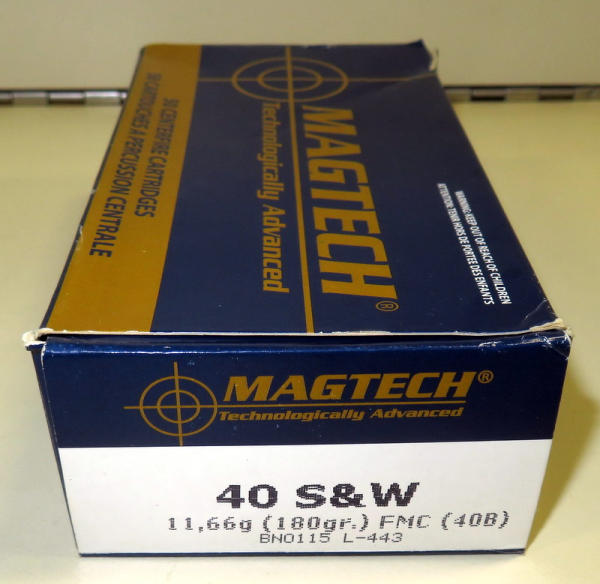 MAGTECH®
Technologically Advanced
50 CENTERFIRE CARTRIDGES
50 CARTOUCHES A PERCUSSION CENTRALE
WARNING: KEEP OUT OF REACH OF CHILDREN
ATTENTION: TENIR HORS DE PORTEE DES ENFANTS
MAGTECH®
Technologically Advanced
40 S&W
11,66g (180gr.) FMC (40B)
BN0115 L-443